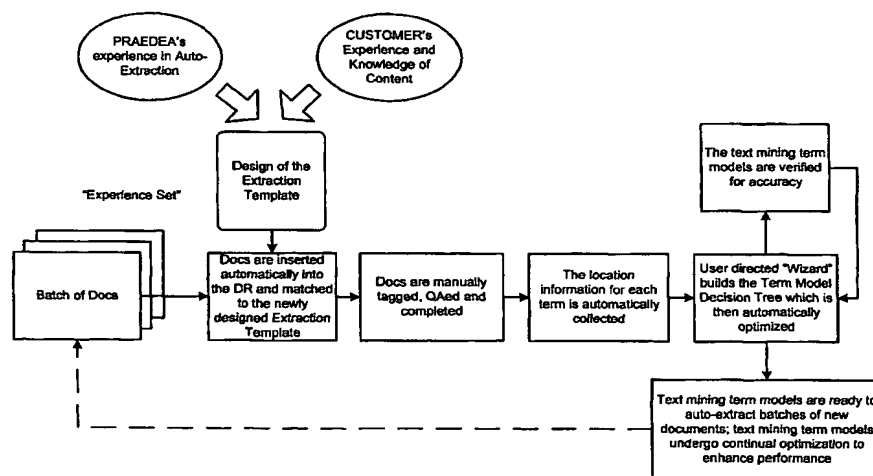 PRAEDEA's
experience in Auto-
Extraction
CUSTOMER's
Experience and
Knowledge of
Content
Design of the
Extraction
Template
"Experience Set"
Batch of Docs
Docs are inserted
automatically into
the DR and matched
to the newly
designed Extraction
Template
Docs are manually
tagged, QAed and
completed
The location
information for each
term is automatically
collected
The text mining term
models are verified
for accuracy
User directed "Wizard"
builds the Term Model
Decision Tree which is
then automatically
optimized
Text mining term models are ready to
auto-extract batches of new
documents; text mining term models
undergo continual optimization to
enhance performance